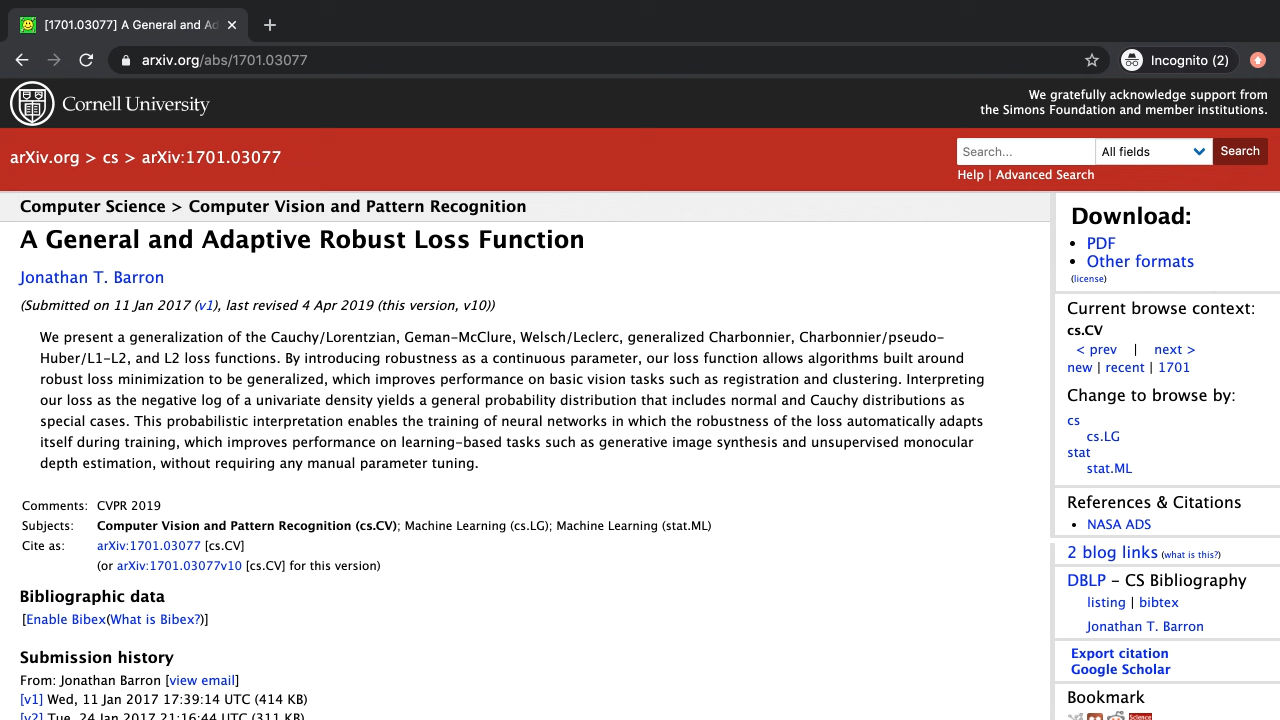 [1701.03077] A General and Ad
arxiv.org/abs/1701.03077
Incognito (2)
Cornell University
We gratefully acknowledge support from
the Simons Foundation and member institutions.
arXiv.org > cs > arXiv:1701.03077
Search...
All fields
Search
Help | Advanced Search
Computer Science > Computer Vision and Pattern Recognition
A General and Adaptive Robust Loss Function
Jonathan T. Barron
(Submitted on 11 Jan 2017 (v1), last revised 4 Apr 2019 (this version, v10))
We present a generalization of the Cauchy/Lorentzian, Geman-McClure, Welsch/Leclerc, generalized Charbonnier, Charbonnier/pseudo-
Huber/L1-L2, and L2 loss functions. By introducing robustness as a continuous parameter, our loss function allows algorithms built around
robust loss minimization to be generalized, which improves performance on basic vision tasks such as registration and clustering. Interpreting
our loss as the negative log of a univariate density yields a general probability distribution that includes normal and Cauchy distributions as
special cases. This probabilistic interpretation enables the training of neural networks in which the robustness of the loss automatically adapts
itself during training, which improves performance on learning-based tasks such as generative image synthesis and unsupervised monocular
depth estimation, without requiring any manual parameter tuning.
Comments: CVPR 2019
Subjects: Computer Vision and Pattern Recognition (cs.CV); Machine Learning (cs.LG); Machine Learning (stat.ML)
Cite as: arXiv:1701.03077 [cs.CV]
(or arXiv:1701.03077v10 [cs.CV] for this version)
Bibliographic data
[Enable Bibex(What is Bibex?)]
Submission history
From: Jonathan Barron [view email]
[v1] Wed, 11 Jan 2017 17:39:14 UTC (414 KB)
[v2] Tue, 24 Jan 2017 21:16:44 UTC (311 KB)
Download:
PDF
Other formats
(license)
Current browse context:
cs.CV
< prev | next >
new | recent | 1701
Change to browse by:
cs
cs.LG
stat
stat.ML
References & Citations
NASA ADS
2 blog links (what is this?)
DBLP – CS Bibliography
listing | bibtex
Jonathan T. Barron
Export citation
Google Scholar
Bookmark
Science